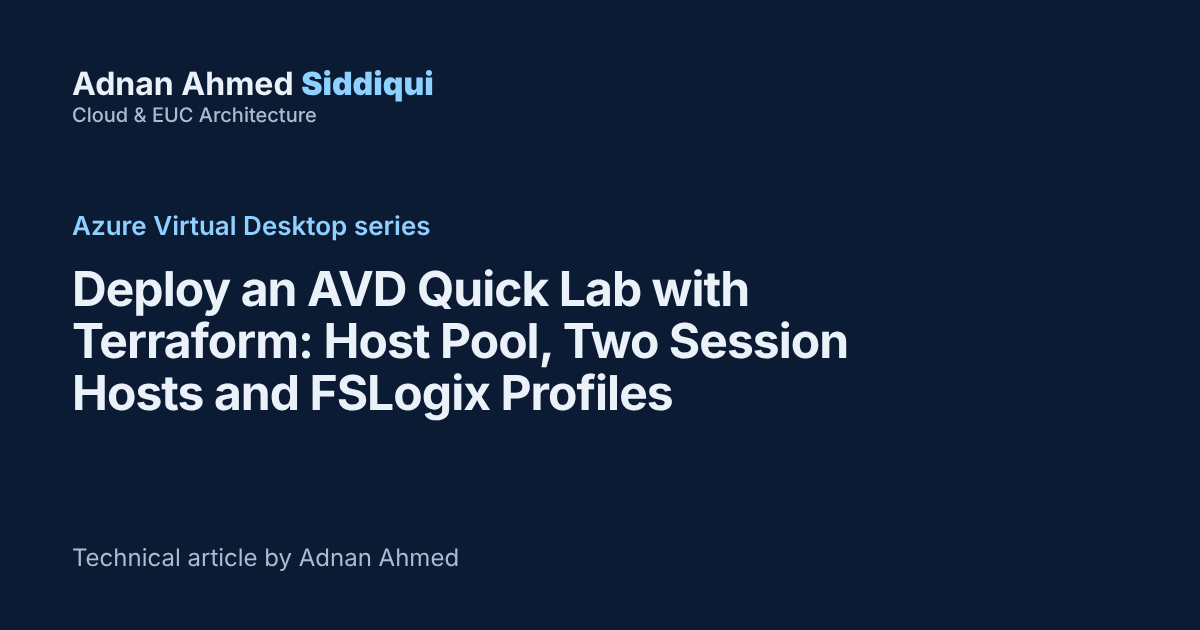 Adnan Ahmed Siddiqui
Cloud & EUC Architecture
Azure Virtual Desktop series
Deploy an AVD Quick Lab with
Terraform: Host Pool, Two Session
Hosts and FSLogix Profiles
Technical article by Adnan Ahmed